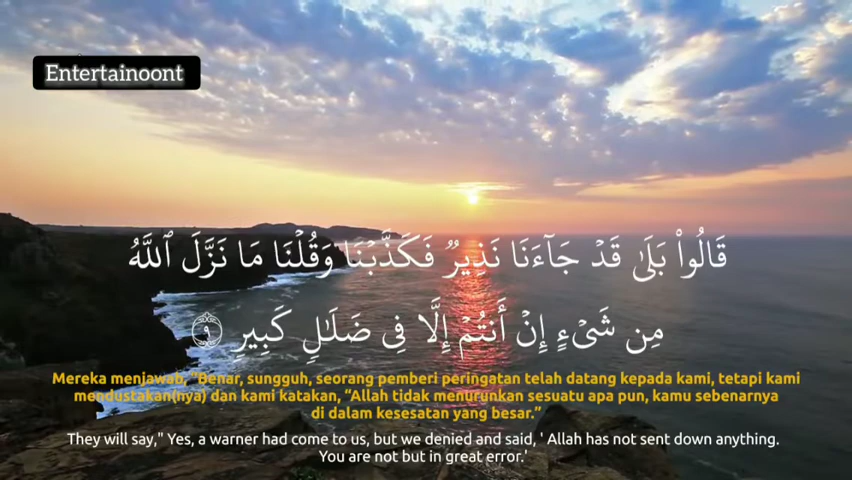 Entertainoont
قَالُوا۟ بَلَىٰ قَدۡ جَآءَنَا نَذِيرٌ فَكَذَّبۡنَا وَقُلۡنَا مَا نَزَّلَ ٱللَّهُ
مِن شَىۡءٍ إِنۡ أَنتُمۡ إِلَّا فِى ضَلَـٰلٍ كَبِيرٍ ۝٩
Mereka menjawab, "Benar, sungguh, seorang pemberi peringatan telah datang kepada kami, tetapi kami
mendustakan(nya) dan kami katakan, "Allah tidak menurunkan sesuatu apa pun, kamu sebenarnya
di dalam kesesatan yang besar."
They will say," Yes, a warner had come to us, but we denied and said, ' Allah has not sent down anything.
You are not but in great error.'